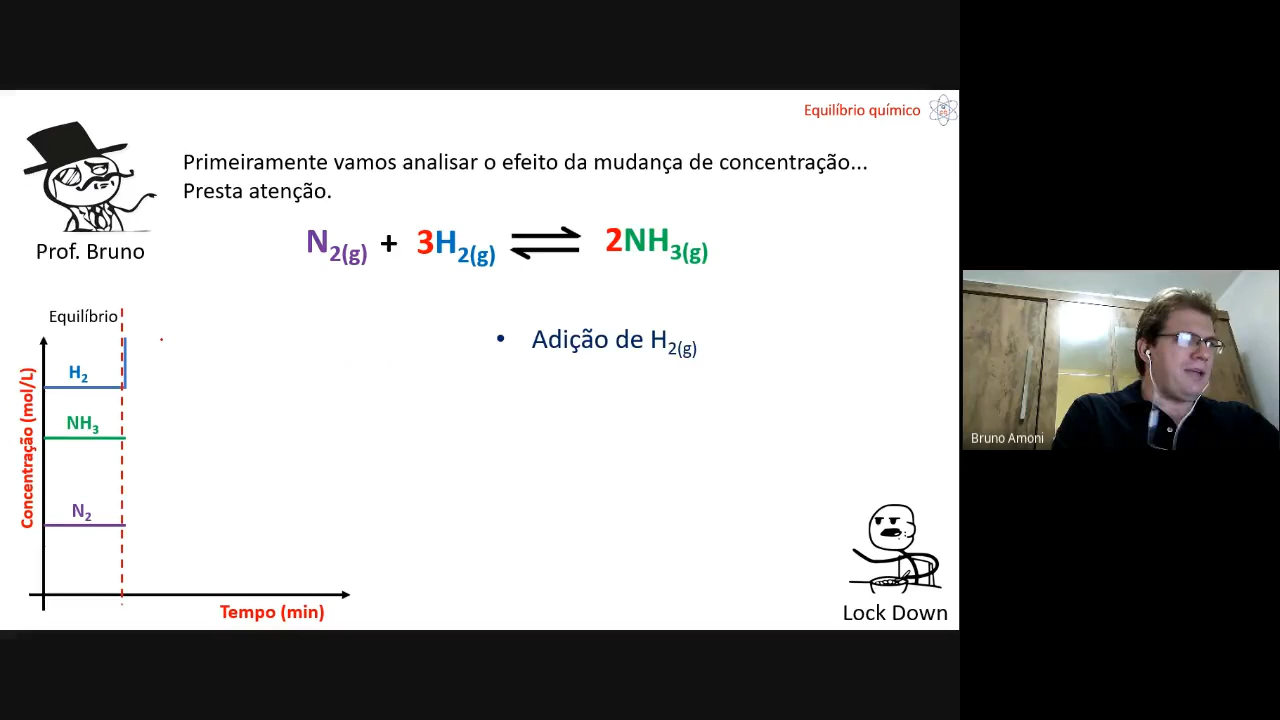 Equilíbrio químico
Primeiramente vamos analisar o efeito da mudança de concentração...
Presta atenção.
Prof. Bruno
N2(g) + 3H2(g) ⇌ 2NH3(g)
Equilíbrio
• Adição de H2(g)
H2
NH3
N2
Concentração (mol/L)
Tempo (min)
Lock Down
Bruno Amoni